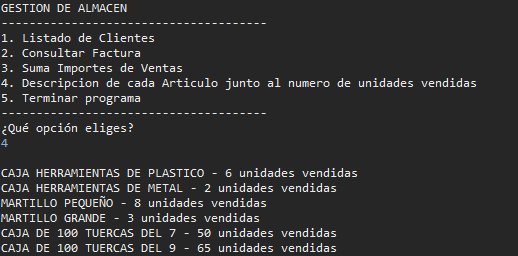 GESTION DE ALMACEN
--------------------------------------
1. Listado de Clientes
2. Consultar Factura
3. Suma Importes de Ventas
4. Descripcion de cada Articulo junto al numero de unidades vendidas
5. Terminar programa
--------------------------------------
¿Qué opción eliges?
4
CAJA HERRAMIENTAS DE PLASTICO - 6 unidades vendidas
CAJA HERRAMIENTAS DE METAL - 2 unidades vendidas
MARTILLO PEQUEÑO - 8 unidades vendidas
MARTILLO GRANDE - 3 unidades vendidas
CAJA DE 100 TUERCAS DEL 7 - 50 unidades vendidas
CAJA DE 100 TUERCAS DEL 9 - 65 unidades vendidas